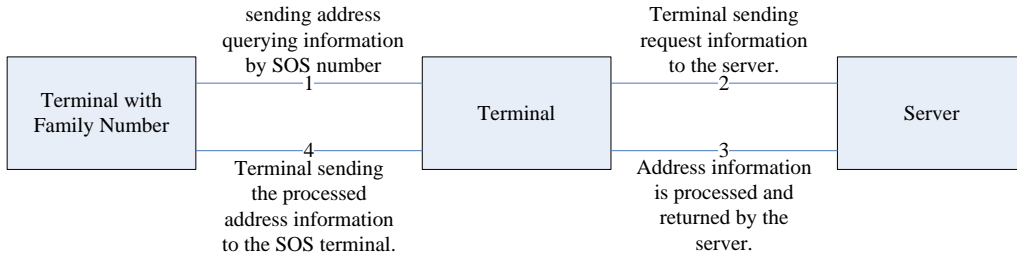 sending address
querying information
by SOS number
1
Terminal sending
request information
to the server.
2
Terminal with
Family Number
Terminal
Server
4
Terminal sending
the processed
address information
to the SOS terminal.
3
Address information
is processed and
returned by the
server.